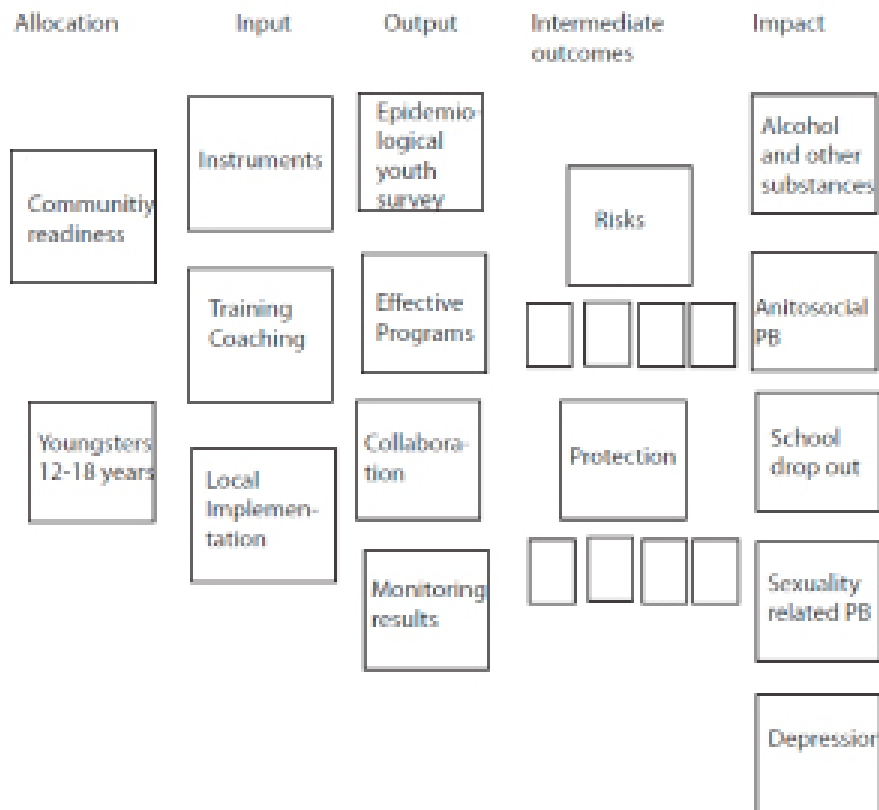 Allocation
Input
Output
Intermediate
outcomes
Impact
Communitiy
readiness
Youngsters
12-18 years
Instruments
Training
Coaching
Local
Implemen-
tation
Epidemio-
logical
youth
survey
Effective
Programs
Collabora-
tion
Monitoring
results
Risks
Protection
Alcohol
and other
substances
Anitosocial
PB
School
drop out
Sexuality
related PB
Depression